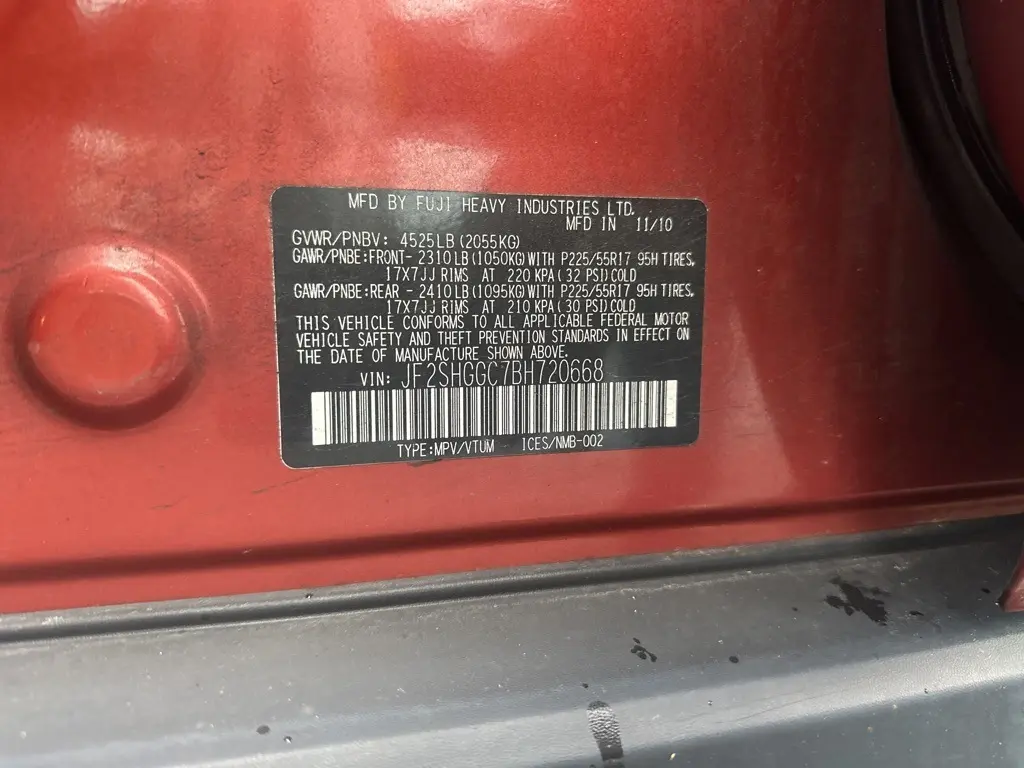 MFD BY FUJI HEAVY INDUSTRIES LTD.
MFD IN 11/10
GVWR/PNBV: 4525LB (2055KG)
GAWR/PNBE:FRONT- 2310LB (1050KG) WITH P225/55R17 95H TIRES,
17X7JJ RIMS AT 220 KPA (32 PSI) COLD
GAWR/PNBE:REAR - 2410LB (1095KG) WITH P225/55R17 95H TIRES,
17X7JJ RIMS AT 210 KPA (30 PSI) COLD
THIS VEHICLE CONFORMS TO ALL APPLICABLE FEDERAL MOTOR
VEHICLE SAFETY AND THEFT PREVENTION STANDARDS IN EFFECT ON
THE DATE OF MANUFACTURE SHOWN ABOVE.
VIN: JF2SHGGC7BH720668
TYPE:MPV/VTUM ICES/NMB-002